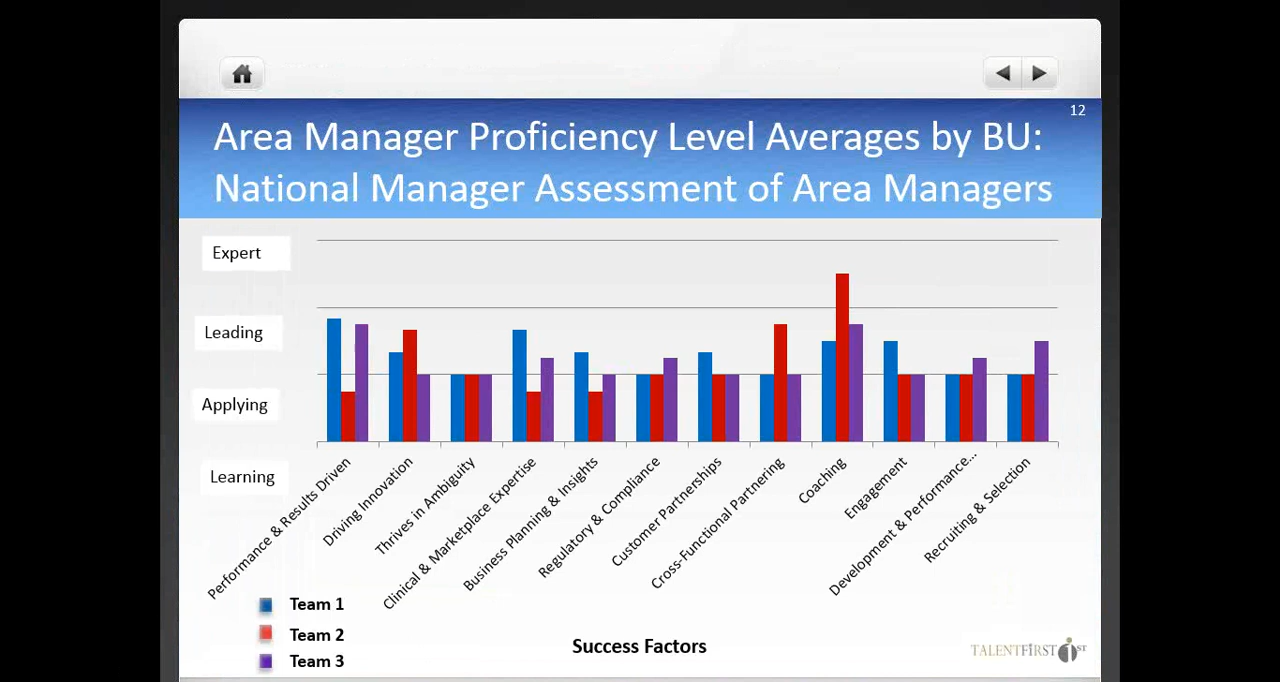 12
Area Manager Proficiency Level Averages by BU:
National Manager Assessment of Area Managers
Expert
Leading
Applying
Learning
Performance & Results Driven
Driving Innovation
Thrives in Ambiguity
Clinical & Marketplace Expertise
Business Planning & Insights
Regulatory & Compliance
Customer Partnerships
Cross-Functional Partnering
Coaching
Engagement
Development & Performance...
Recruiting & Selection
Team 1
Team 2
Team 3
Success Factors
TALENTFIRST 1ST